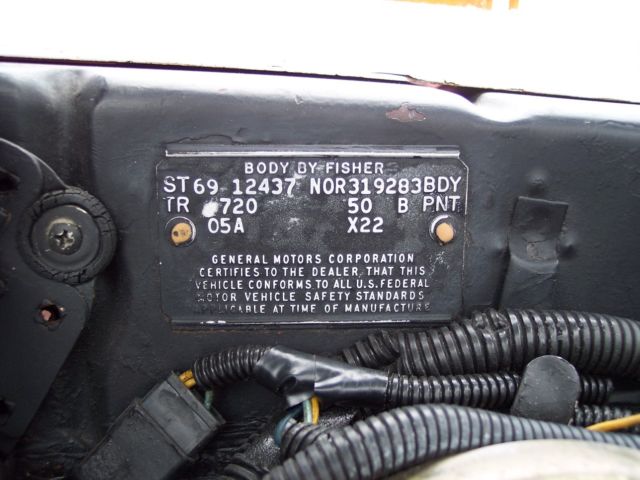 BODY BY FISHER
ST 69-12437 NOR319283BDY
TR 720 50 B PNT
05A X22
GENERAL MOTORS CORPORATION
CERTIFIES TO THE DEALER THAT THIS
VEHICLE CONFORMS TO ALL U.S. FEDERAL
MOTOR VEHICLE SAFETY STANDARDS
APPLICABLE AT TIME OF MANUFACTURE